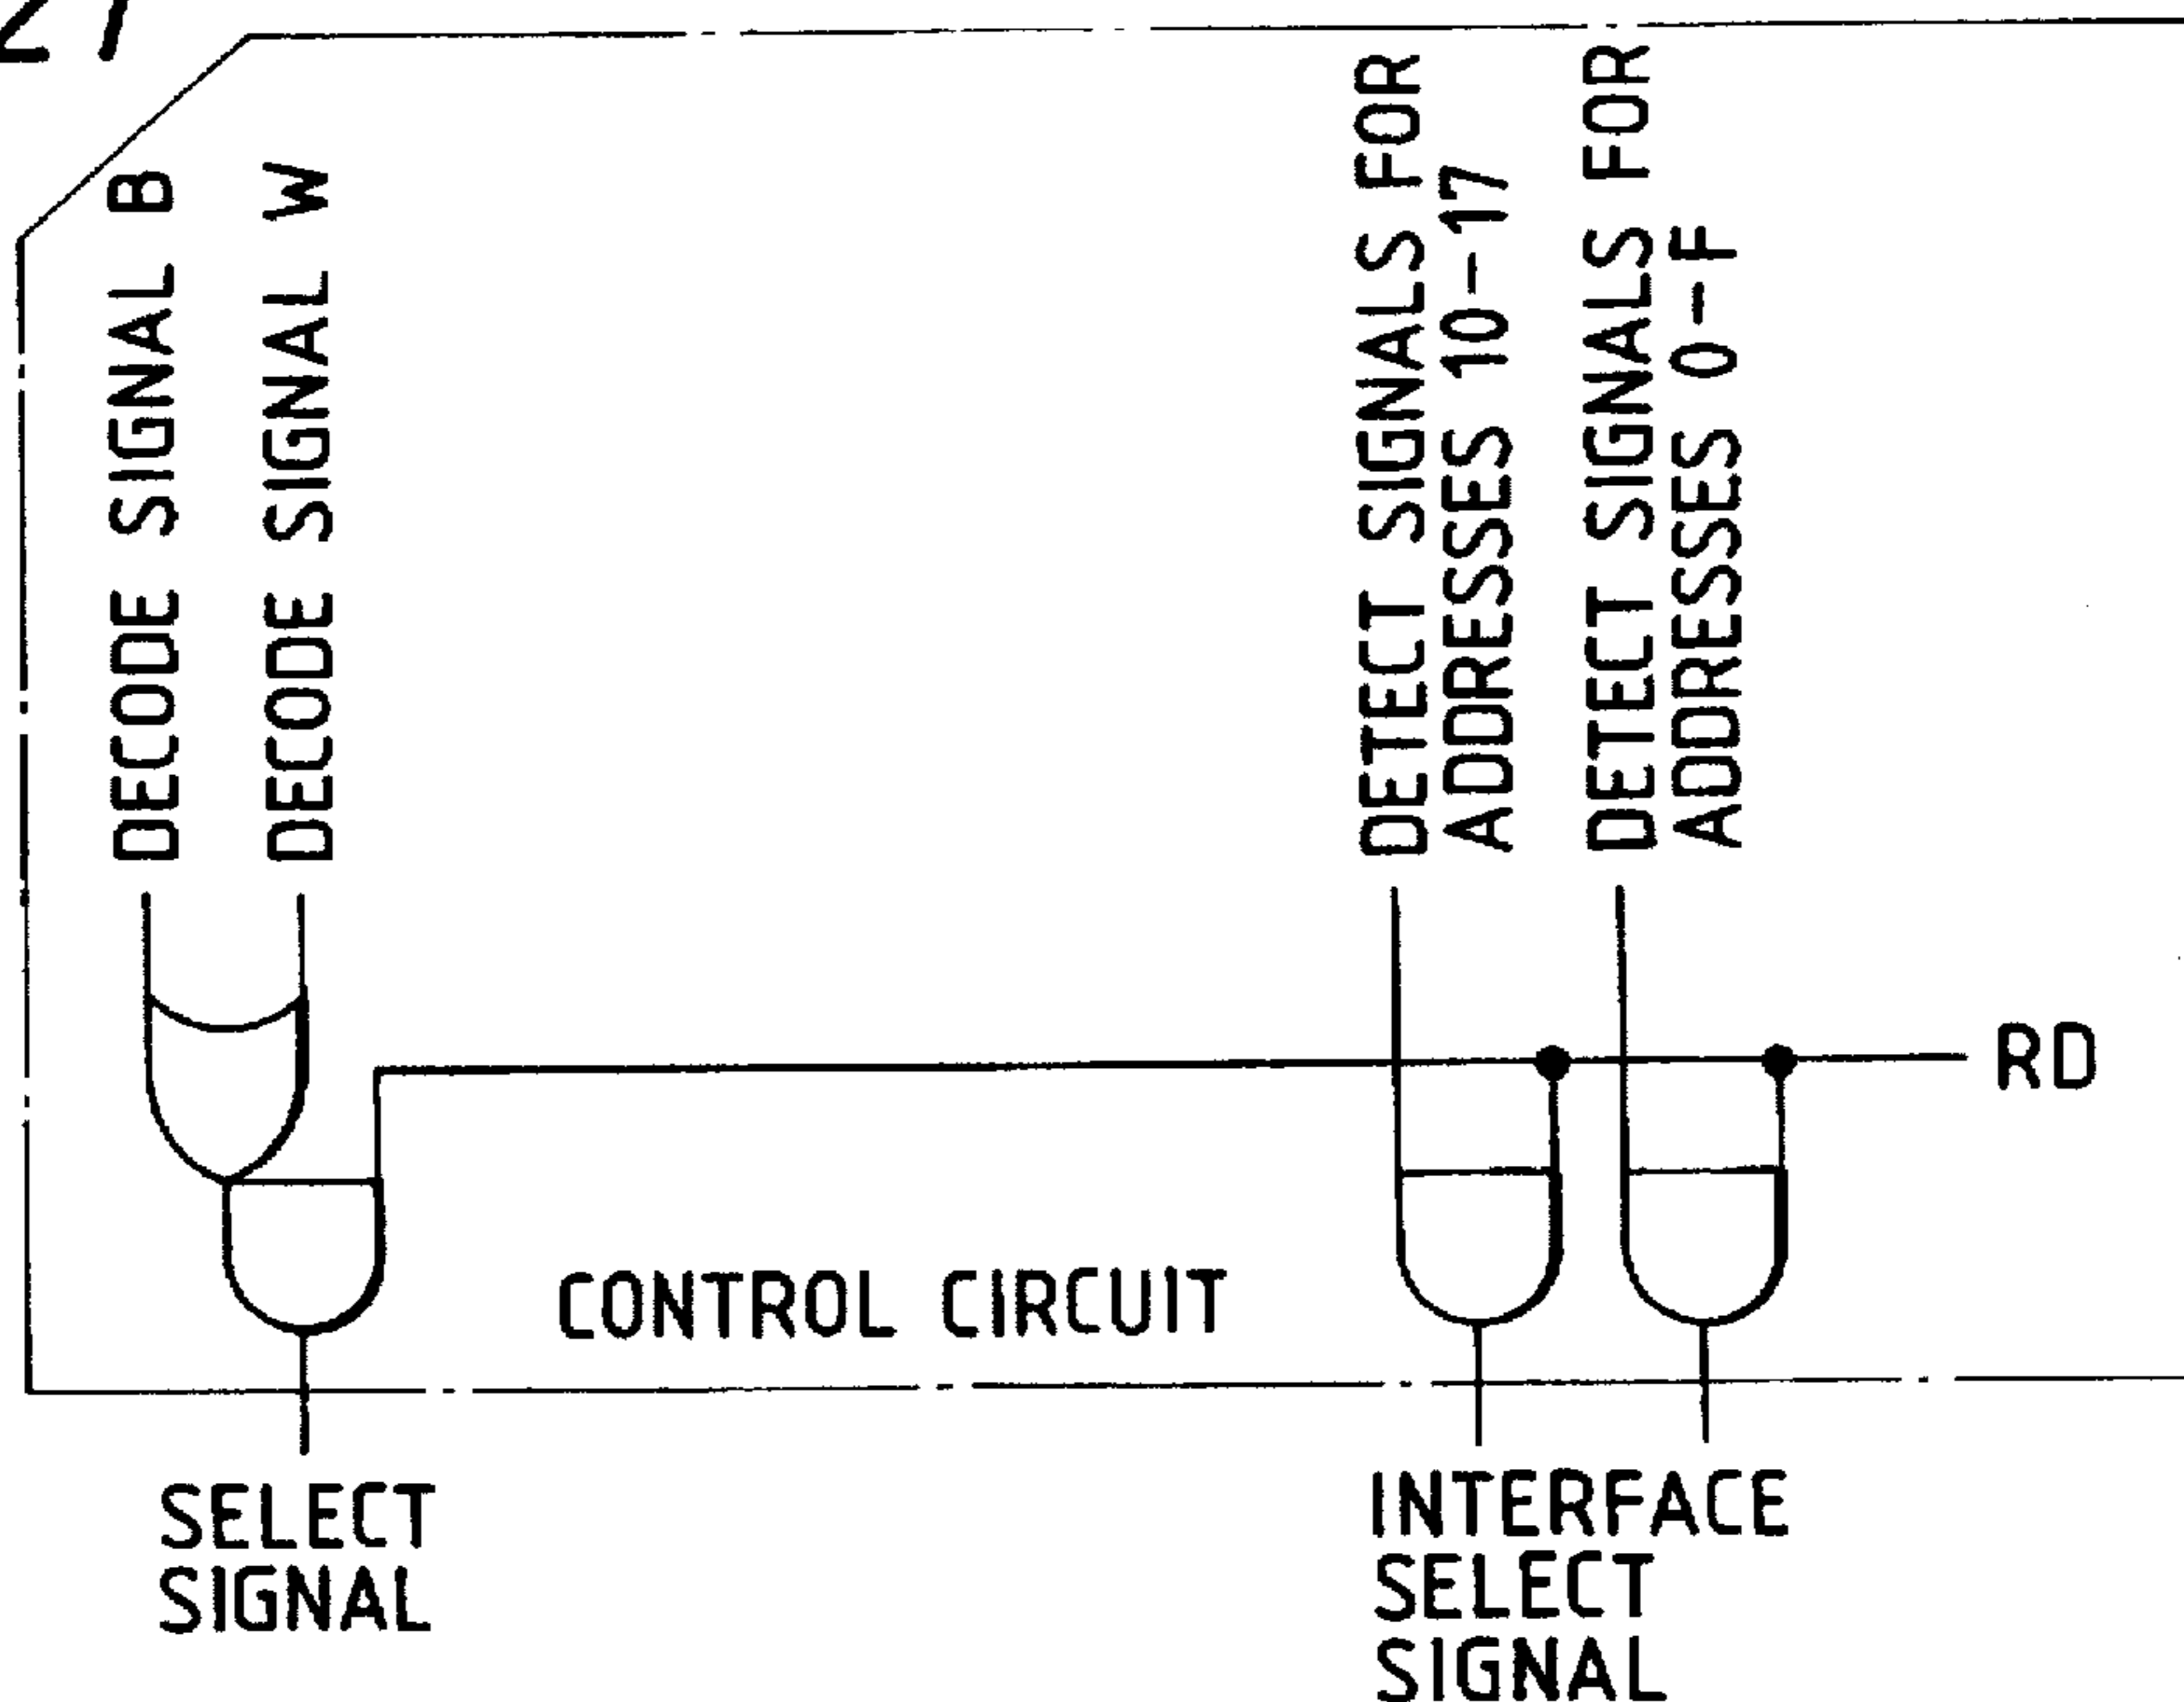 27
DECODE SIGNAL B
DECODE SIGNAL W
DETECT SIGNALS FOR
ADDRESSES 10-17
DETECT SIGNALS FOR
ADDRESSES 0-F
RD
CONTROL CIRCUIT
SELECT
SIGNAL
INTERFACE
SELECT
SIGNAL